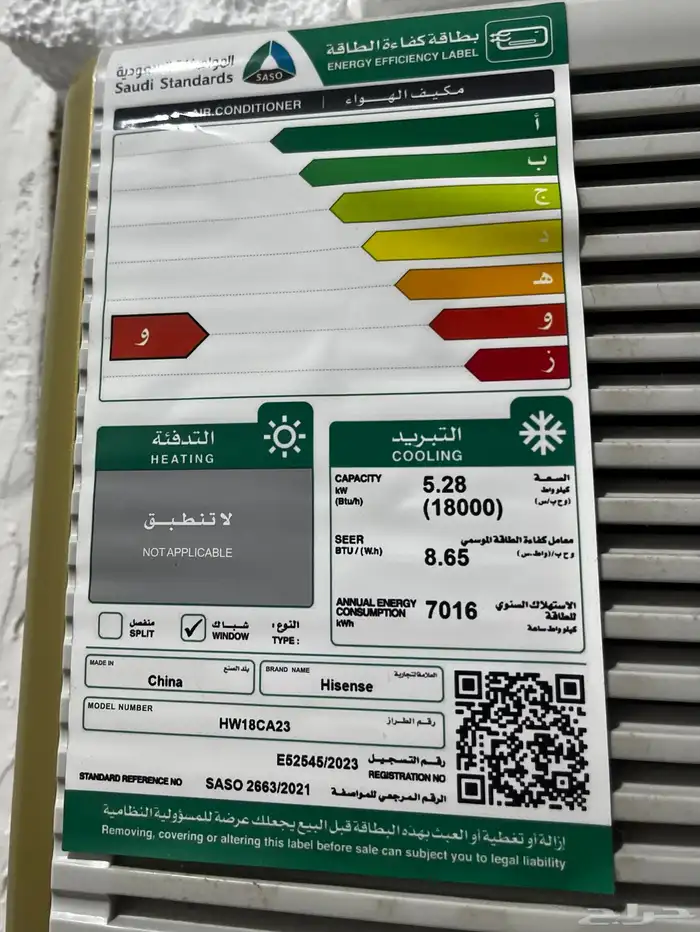 بطاقة كفاءة الطاقة
ENERGY EFFICIENCY LABEL
Saudi Standards
SASO
مكيف الهــــواء | AIR CONDITIONER
أ
ب
ج
د
هـ
و
و
ز
التدفئة
HEATING
لا تنطبق
NOT APPLICABLE
التبريد
COOLING
CAPACITY
kW
(Btu/h)
5.28
(18000)
الســعــة
كيلو واط
(و ح ب/س)
SEER
BTU / (W.h)
8.65
معامل كفاءة الطاقة الموسمي
و ح ب/(واط.س)
ANNUAL ENERGY
CONSUMPTION
kWh
7016
الاستهلاك السنوي
للطاقة
كيلو واط ساعة
منفصل
SPLIT
شباك
WINDOW
النوع:
TYPE:
MADE IN
بلد الصنع
China
BRAND NAME
العلامة التجارية
Hisense
MODEL NUMBER
رقم الطراز
HW18CA23
E52545/2023
رقم التسجيل
REGISTRATION NO
STANDARD REFERENCE NO SASO 2663/2021 الرقم المرجعي للمواصفة
إزالة أو تغطية أو العبث بهذه البطاقة قبل البيع يجعلك عرضة للمسؤولية النظامية
Removing, covering or altering this label before sale can subject you to legal liability
حراج